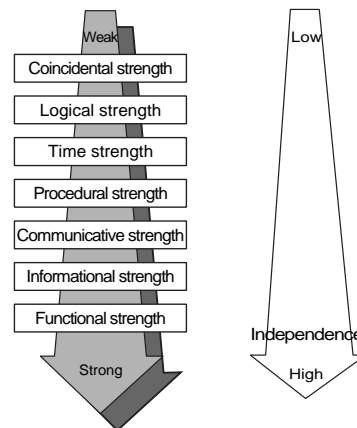 Weak
Coincidental strength
Logical strength
Time strength
Procedural strength
Communicative strength
Informational strength
Functional strength
Strong
Low
Independence
High